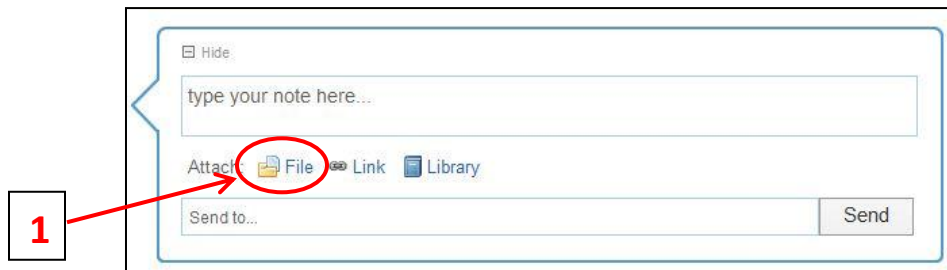 Hide
type your note here...
Attach: File Link Library
1
Send to... Send